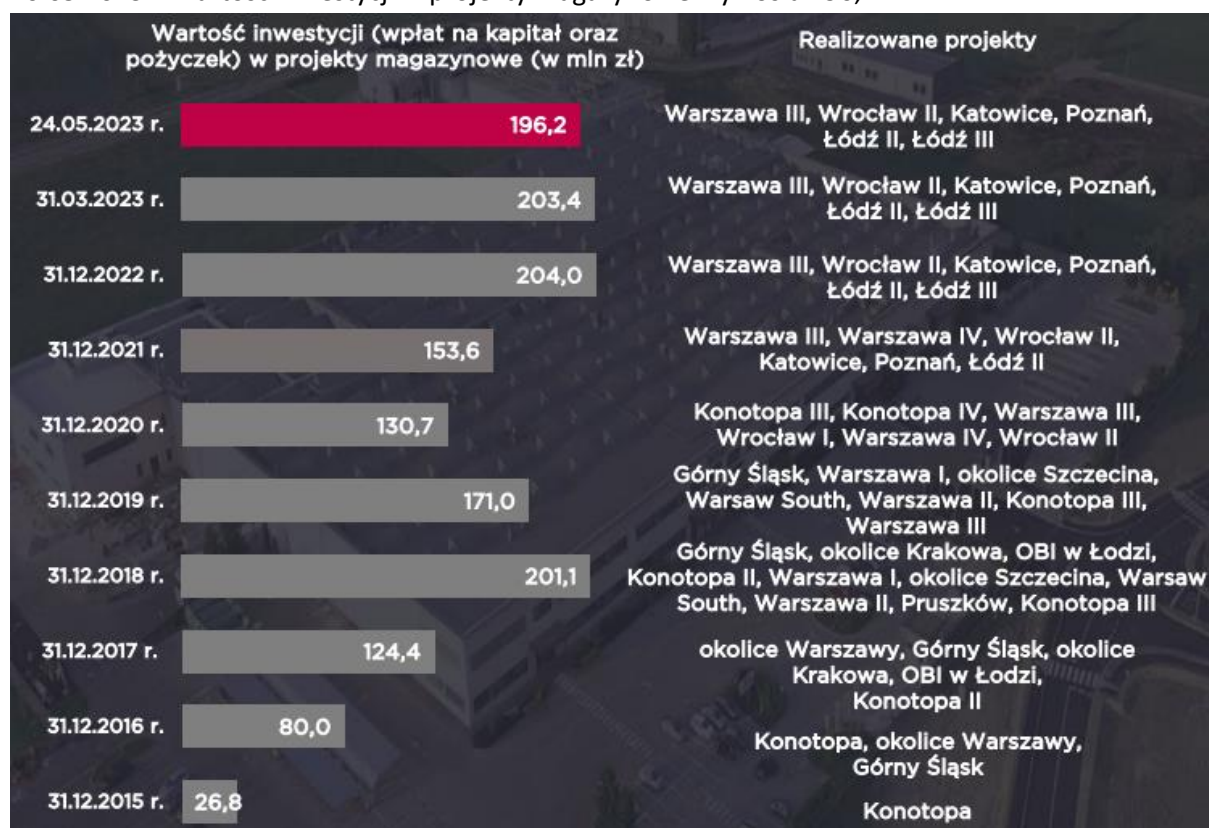 Wartość inwestycji (wpłat na kapitał oraz
pożyczek) w projekty magazynowe (w mln zł)
Realizowane projekty
24.05.2023 r.
196,2
Warszawa III, Wrocław II, Katowice, Poznań,
Łódź II, Łódź III
31.03.2023 r.
203,4
Warszawa III, Wrocław II, Katowice, Poznań,
Łódź II, Łódź III
31.12.2022 r.
204,0
Warszawa III, Wrocław II, Katowice, Poznań,
Łódź II, Łódź III
31.12.2021 r.
153,6
Warszawa III, Warszawa IV, Wrocław II,
Katowice, Poznań, Łódź II
31.12.2020 r.
130,7
Konotopa III, Konotopa IV, Warszawa III,
Wrocław I, Warszawa IV, Wrocław II
31.12.2019 r.
171,0
Górny Śląsk, Warszawa I, okolice Szczecina,
Warsaw South, Warszawa II, Konotopa III,
Warszawa III
31.12.2018 r.
201,1
Górny Śląsk, okolice Krakowa, OBI w Łodzi,
Konotopa II, Warszawa I, okolice Szczecina, Warsaw
South, Warszawa II, Pruszków, Konotopa III
31.12.2017 r.
124,4
okolice Warszawy, Górny Śląsk, okolice
Krakowa, OBI w Łodzi,
Konotopa II
31.12.2016 r.
80,0
Konotopa, okolice Warszawy,
Górny Śląsk
31.12.2015 r.
26,8
Konotopa